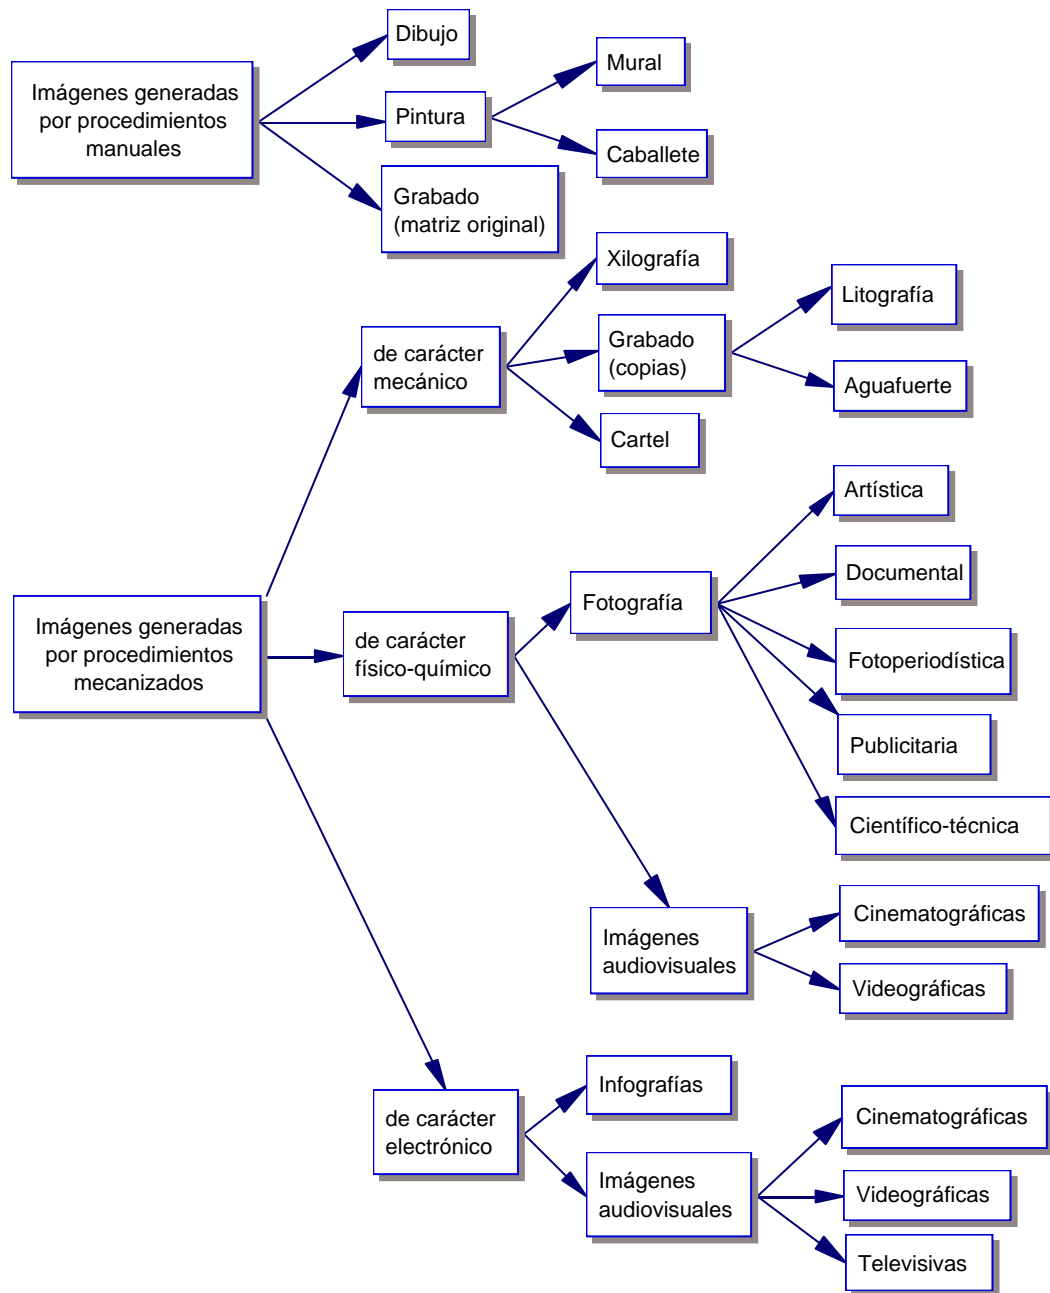 Dibujo
Mural
Imágenes generadas
por procedimientos
manuales
Pintura
Caballete
Grabado
(matriz original)
Xilografía
Litografía
de carácter
mecánico
Grabado
(copias)
Aguafuerte
Cartel
Artística
Documental
Imágenes generadas
por procedimientos
mecanizados
de carácter
físico-químico
Fotografía
Fotoperiodística
Publicitaria
Científico-técnica
Imágenes
audiovisuales
Cinematográficas
Videográficas
de carácter
electrónico
Infografías
Imágenes
audiovisuales
Cinematográficas
Videográficas
Televisivas